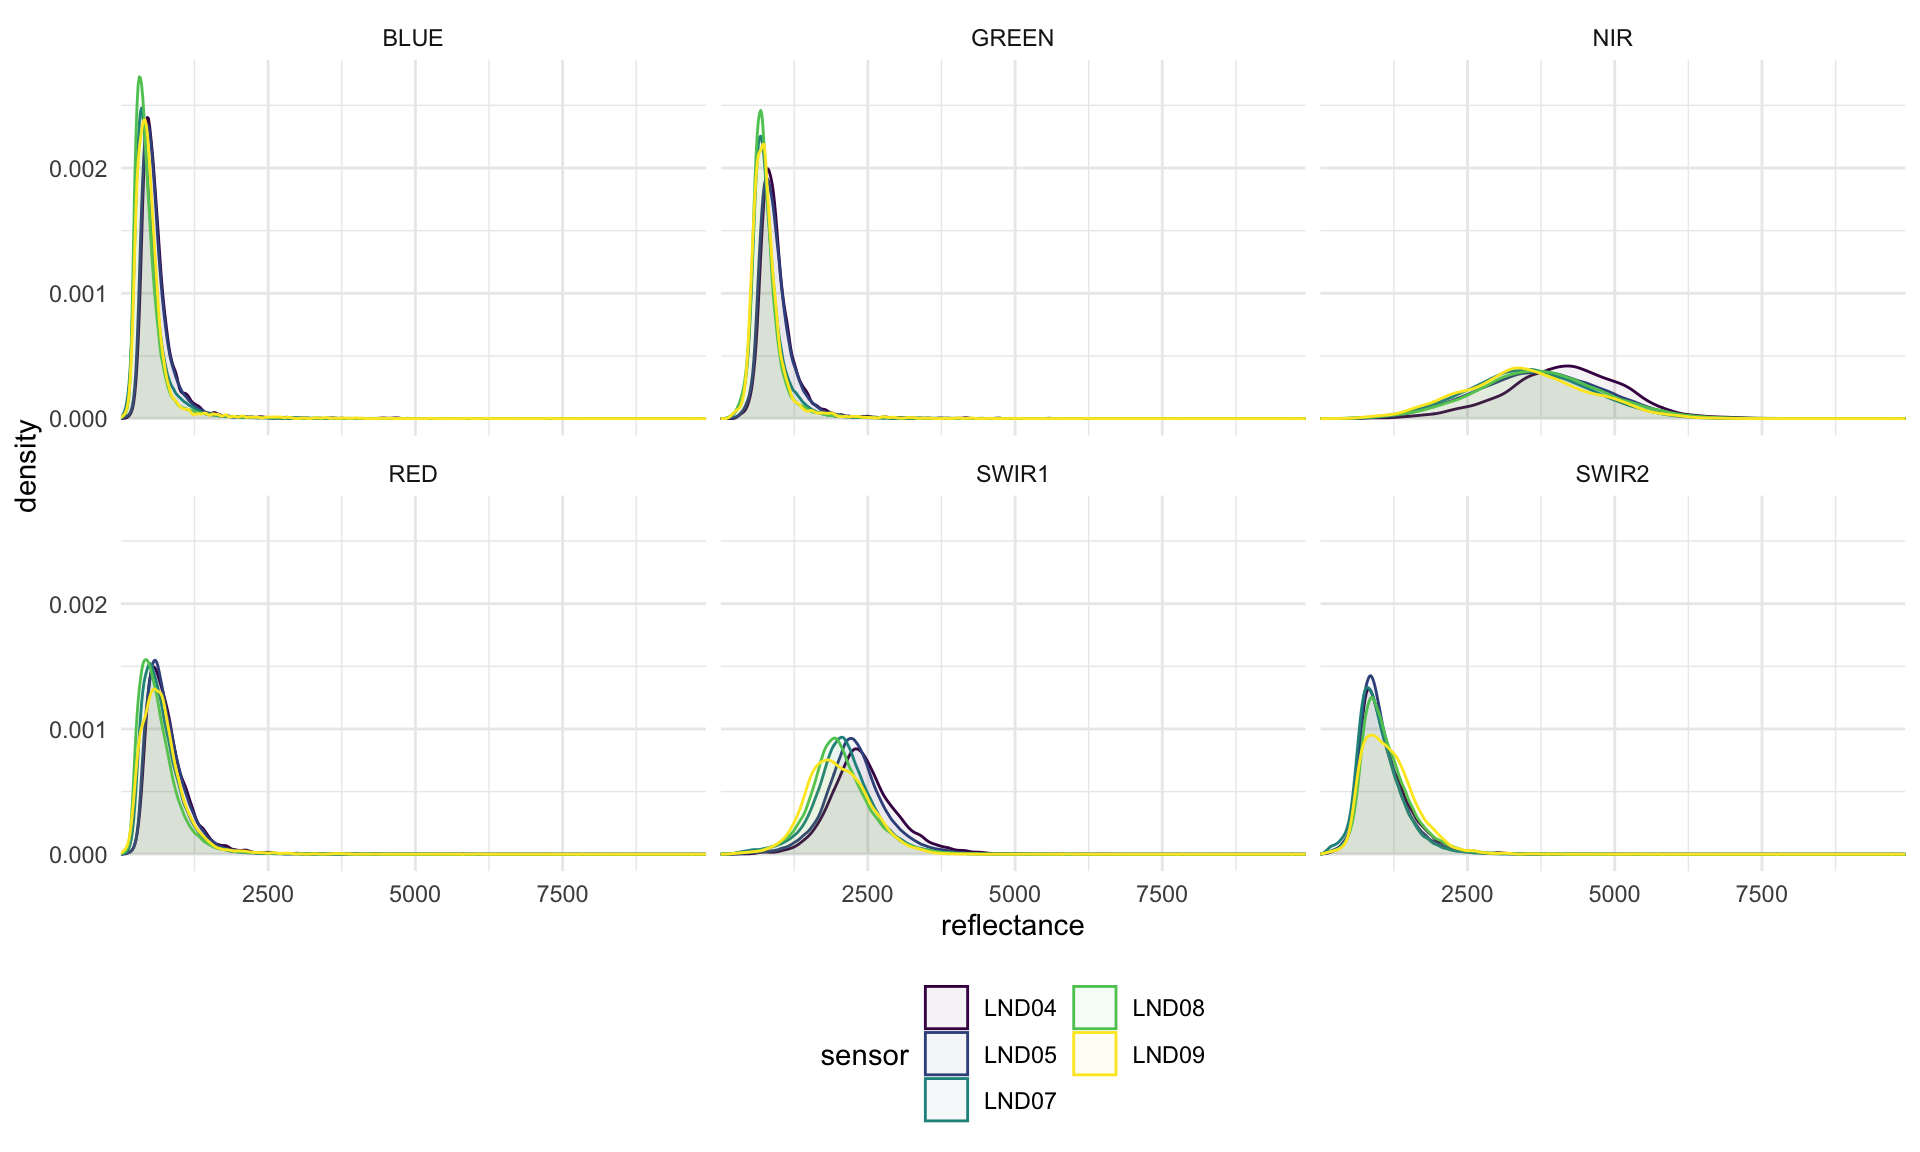 BLUE GREEN NIR
0.002
0.001
0.000
density
RED SWIR1 SWIR2
0.002
0.001
0.000
2500 5000 7500 2500 5000 7500 2500 5000 7500
reflectance
sensor
LND04 LND08
LND05 LND09
LND07